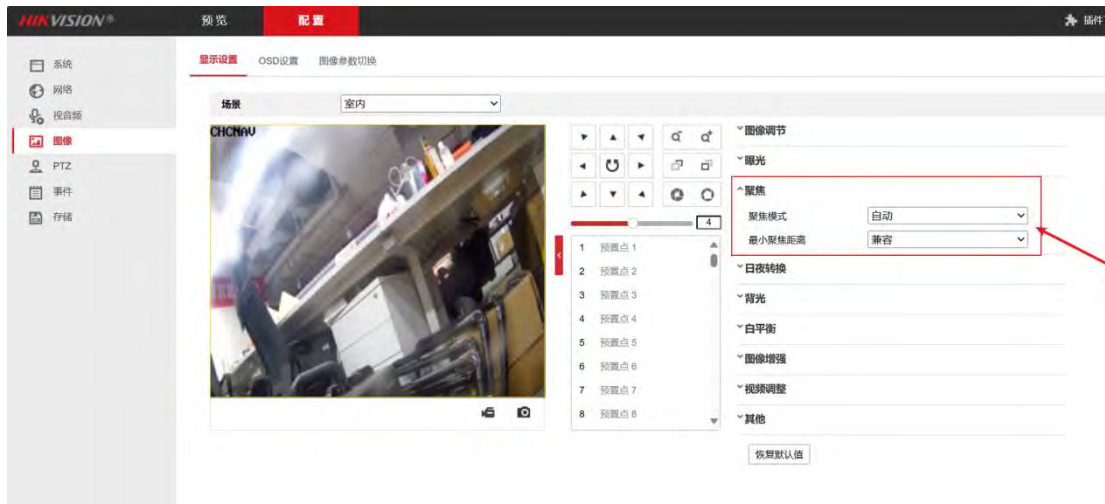 HIKVISION®
预览
配置
插件
系统
网络
视音频
图像
PTZ
事件
存储
显示设置
OSD设置
图像参数切换
场景
室内
CHCNAV
4
1 预置点 1
2 预置点 2
3 预置点 3
4 预置点 4
5 预置点 5
6 预置点 6
7 预置点 7
8 预置点 8
图像调节
曝光
聚焦
聚焦模式 自动
最小聚焦距离 兼容
日夜转换
背光
白平衡
图像增强
视频调整
其他
恢复默认值